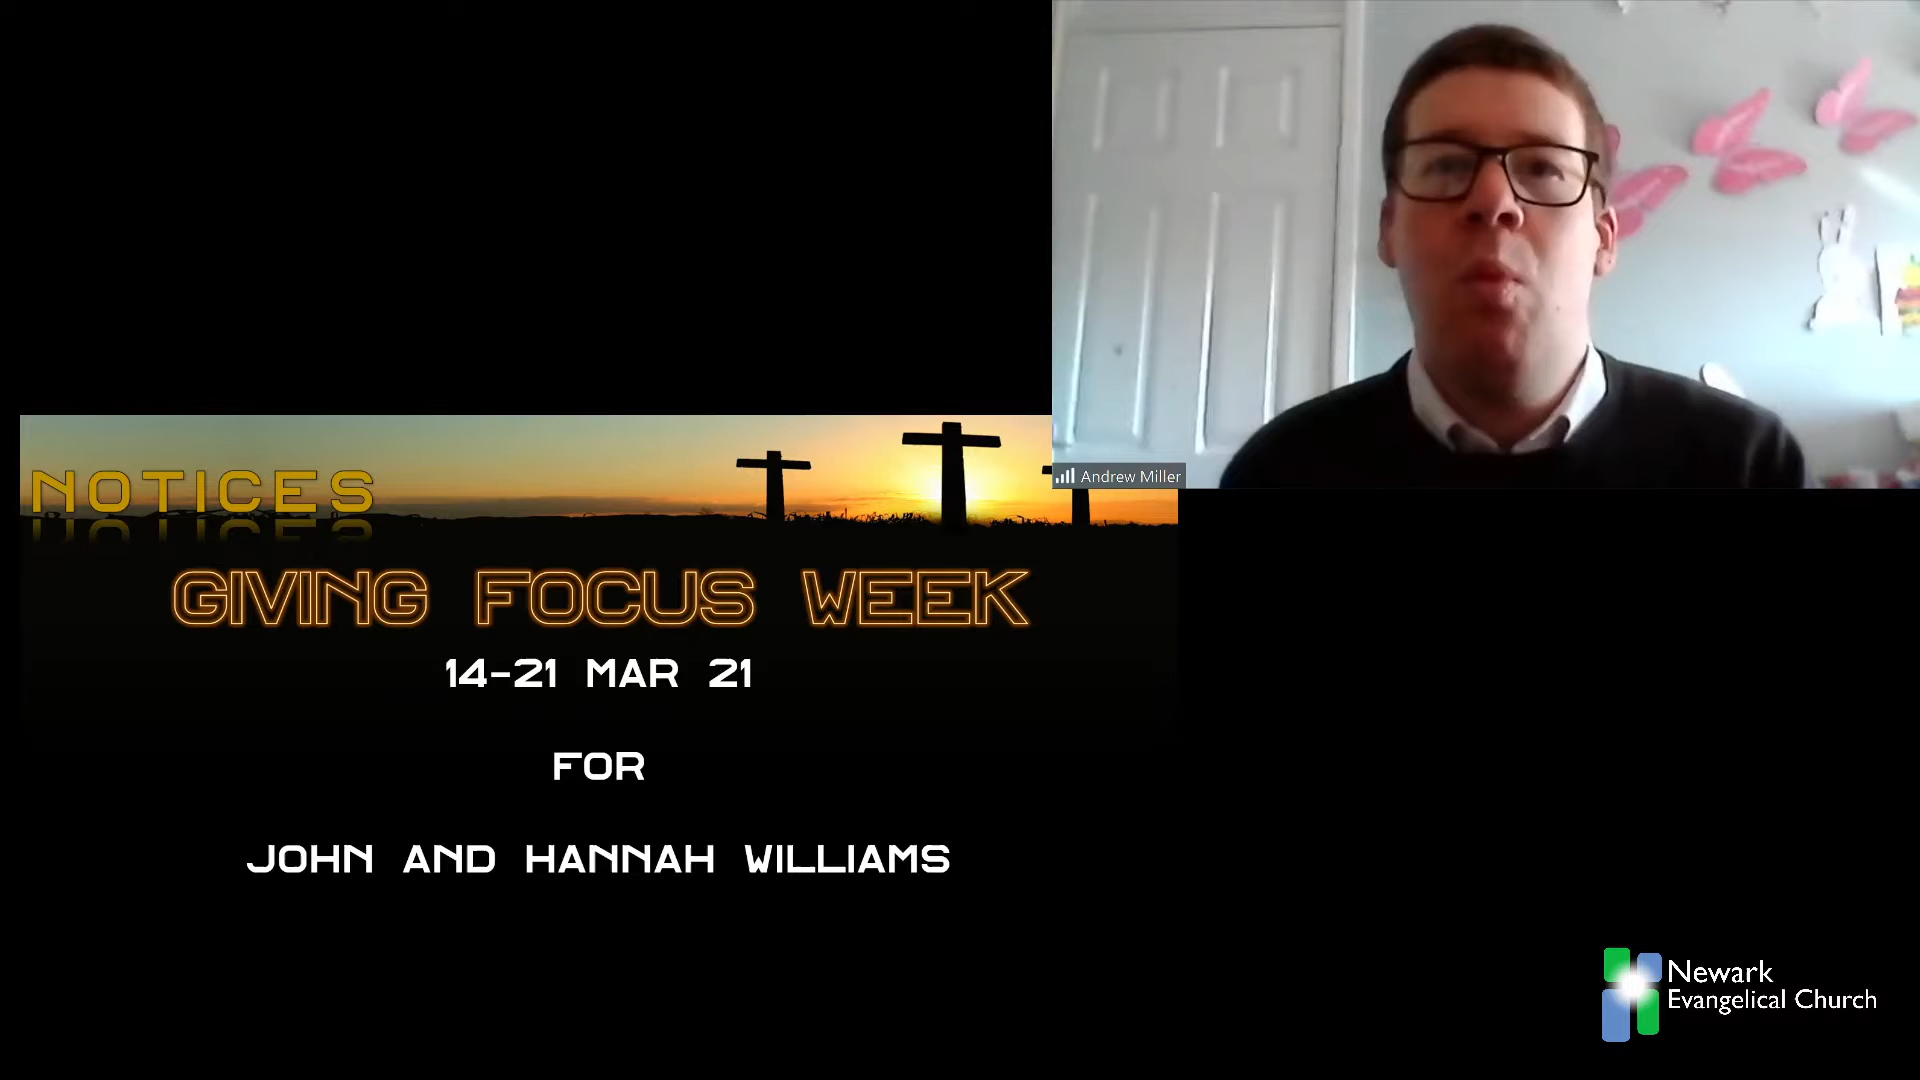 NOTICES
GIVING FOCUS WEEK
14-21 MAR 21
FOR
JOHN AND HANNAH WILLIAMS
Andrew Miller
Newark
Evangelical Church